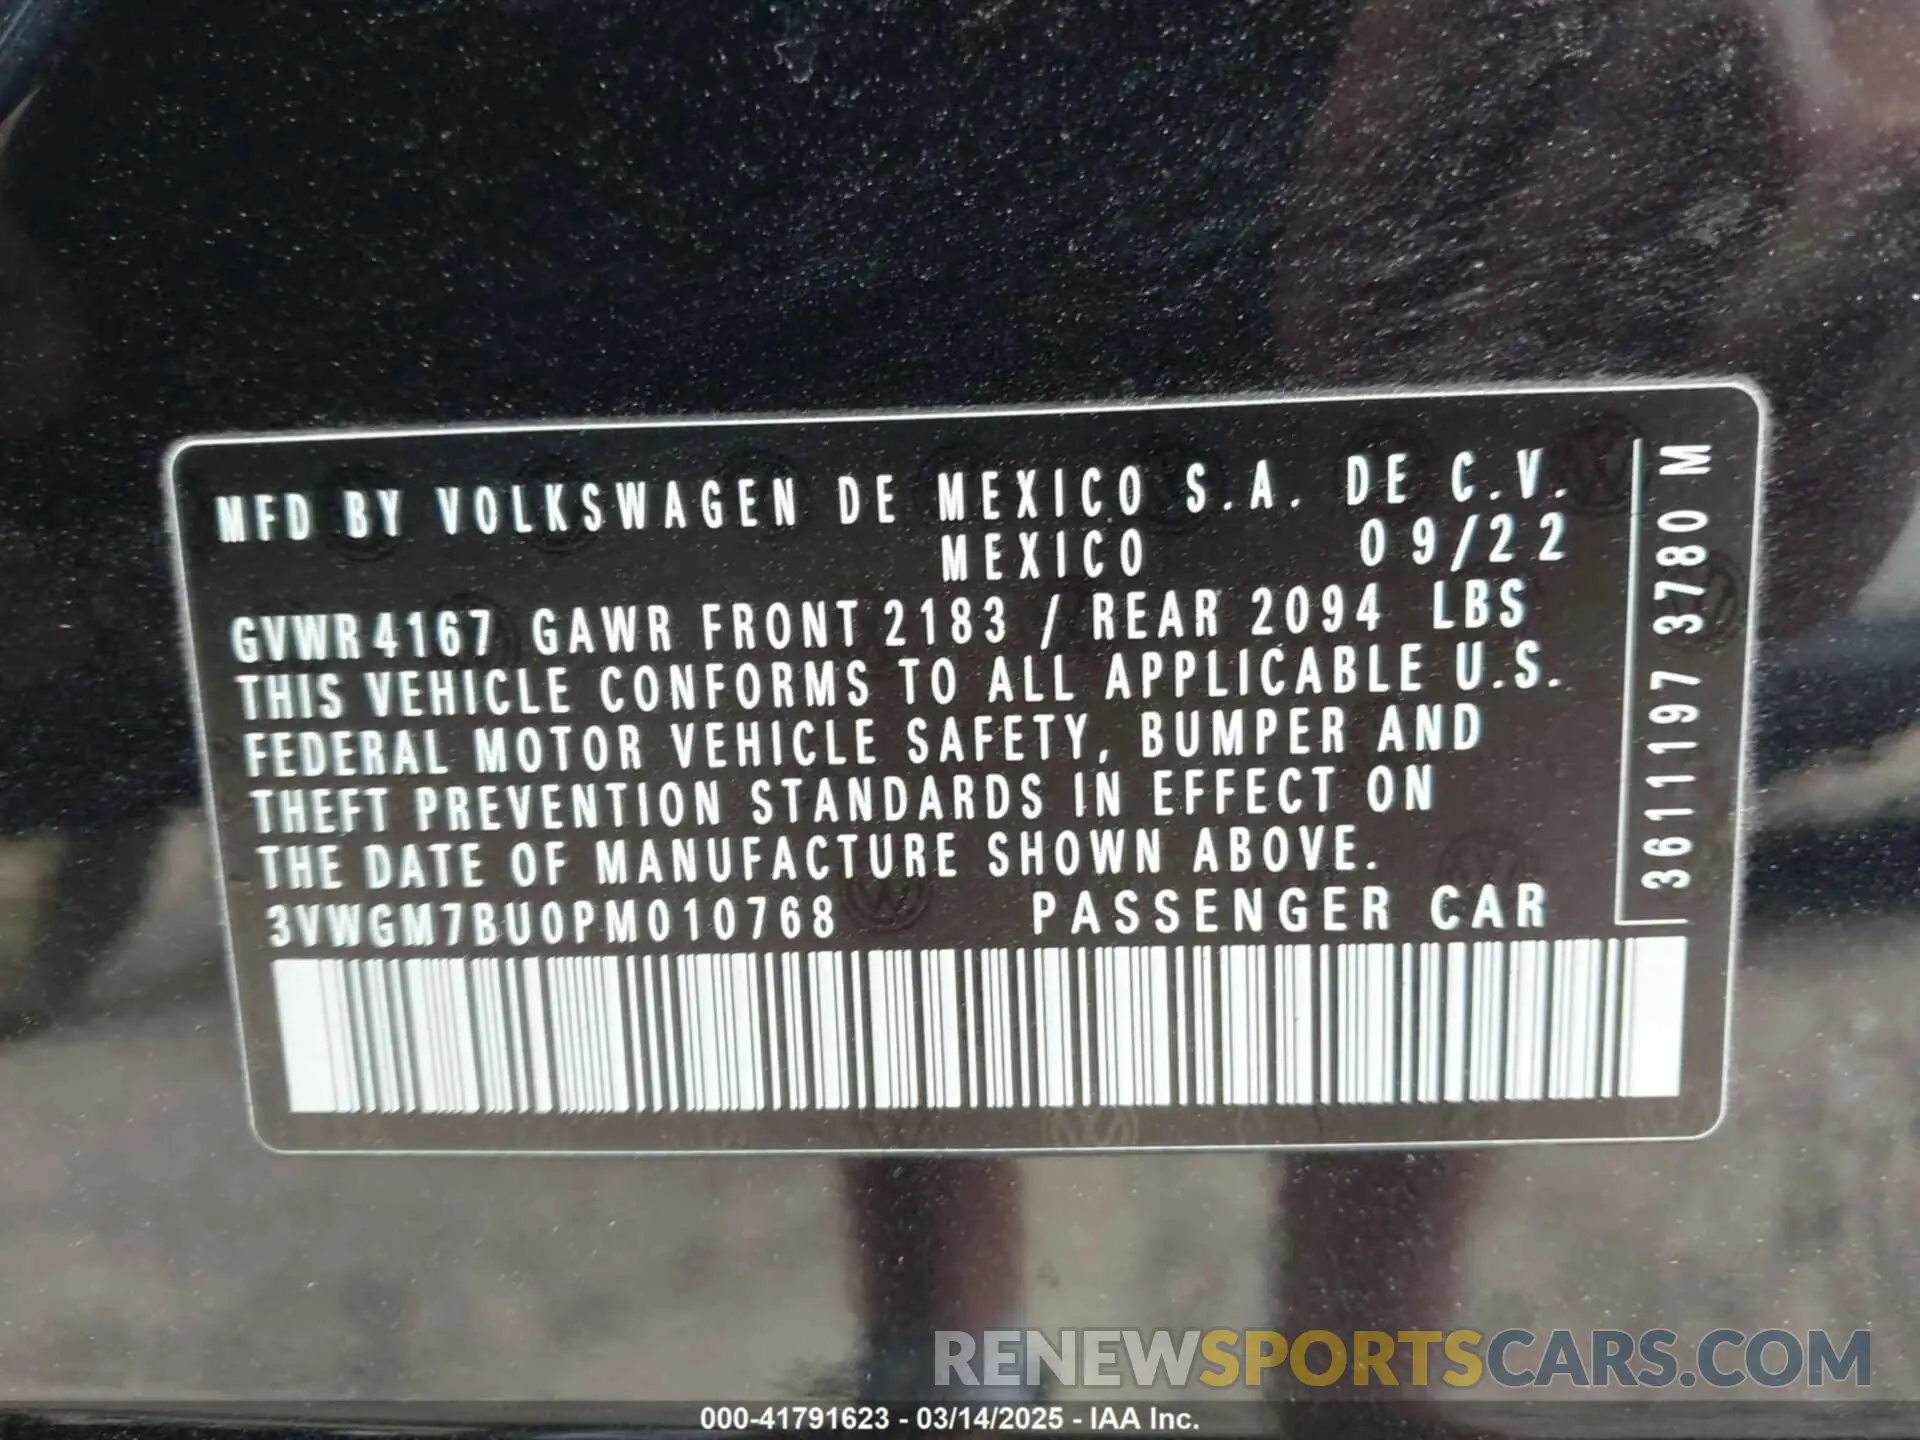 MFD BY VOLKSWAGEN DE MEXICO S.A. DE C.V.
MEXICO 09/22
GVWR 4167 GAWR FRONT 2183 / REAR 2094 LBS
THIS VEHICLE CONFORMS TO ALL APPLICABLE U.S.
FEDERAL MOTOR VEHICLE SAFETY, BUMPER AND
THEFT PREVENTION STANDARDS IN EFFECT ON
THE DATE OF MANUFACTURE SHOWN ABOVE.
3VWGM7BU0PM010768 PASSENGER CAR
3611197 3780 M
RENEWSPORTSCARS.COM
000-41791623 - 03/14/2025 - IAA Inc.